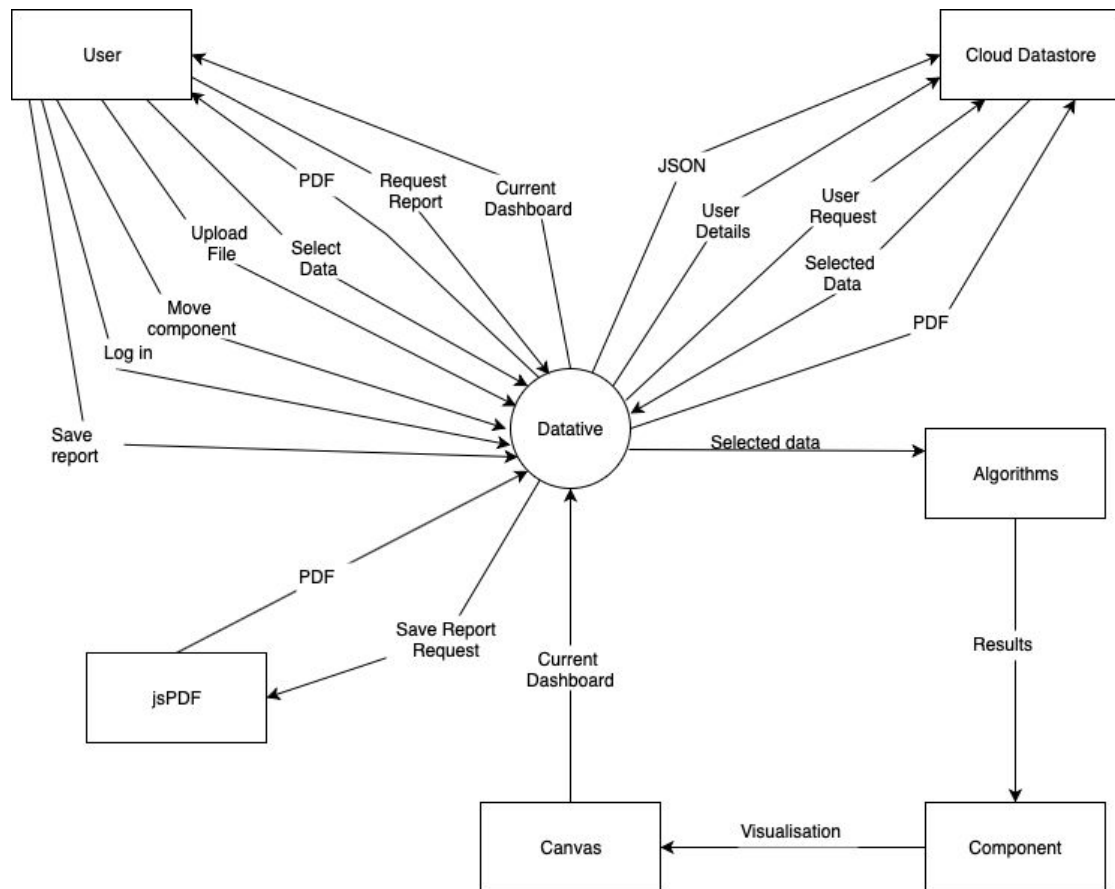 User
Cloud Datastore
JSON
PDF
Request
Report
Current
Dashboard
User
Details
User
Request
Upload
File
Select
Data
Selected
Data
Move
component
PDF
Log in
Datative
Save
report
Selected data
Algorithms
PDF
Save Report
Request
Results
Current
Dashboard
jsPDF
Visualisation
Canvas
Component